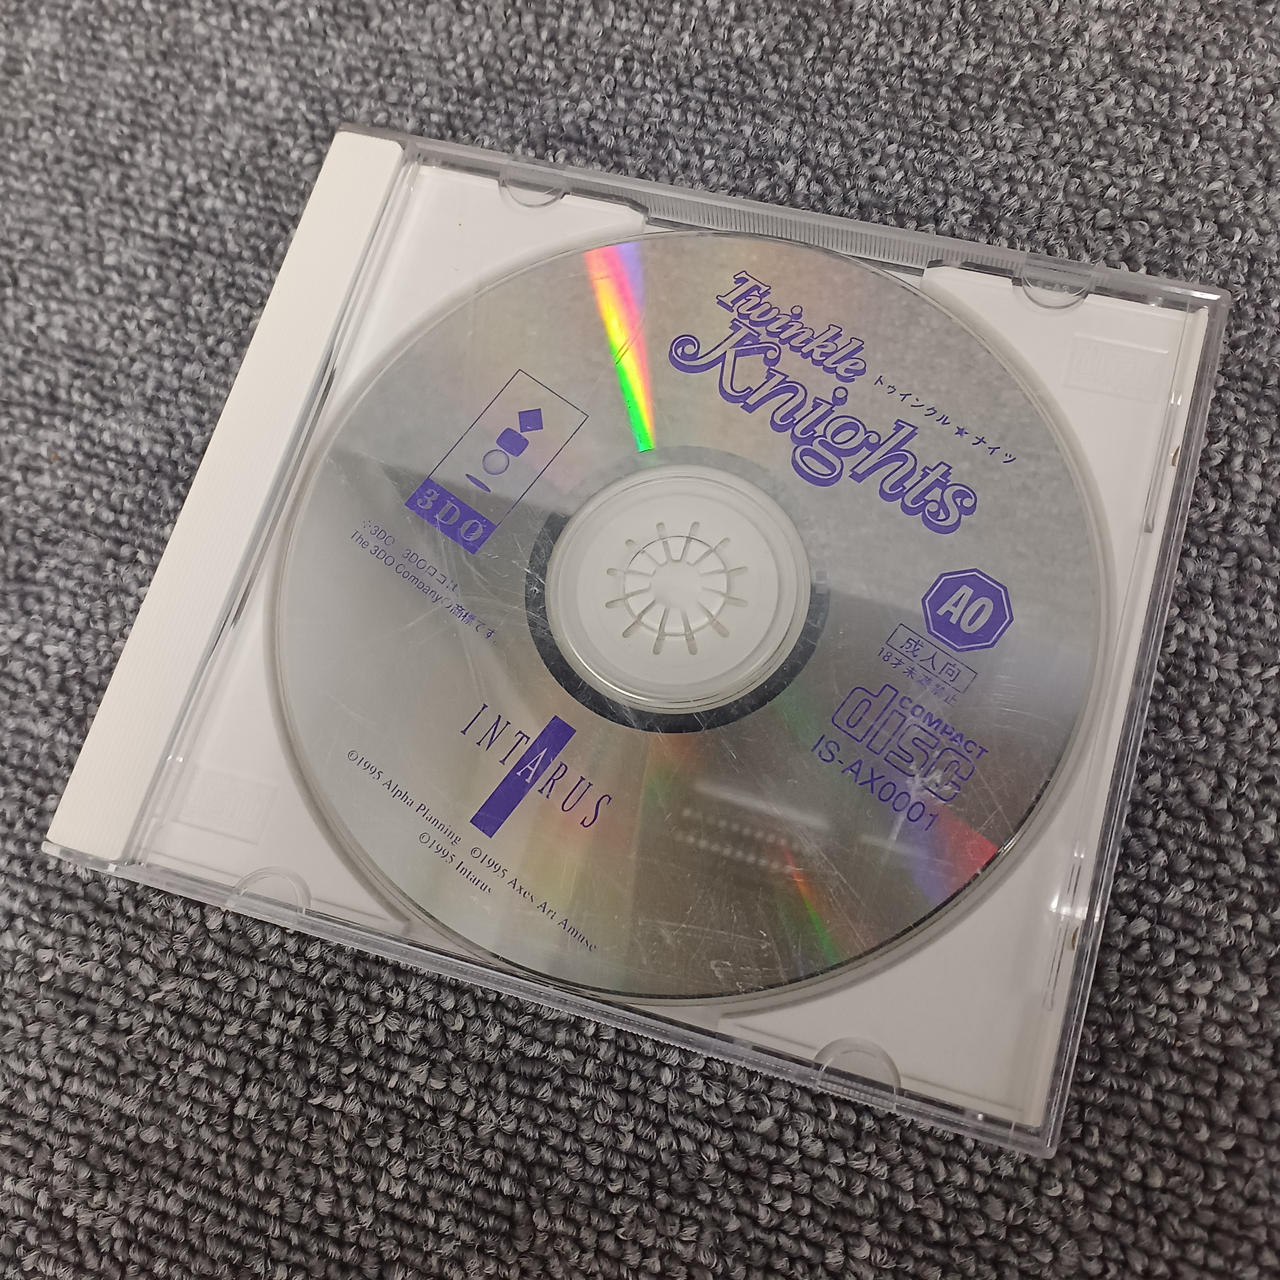 Twinkle
Knights
トゥインクル★ナイツ
3DO
3DO 3DOロゴは
The 3DO Companyの商標です。
AO
成人向
18才未満禁止
COMPACT
disc
IS-AX0001
INTARUS
©1995 Alpha Planning ©1995 Axes Art Amuse
©1995 Intarus